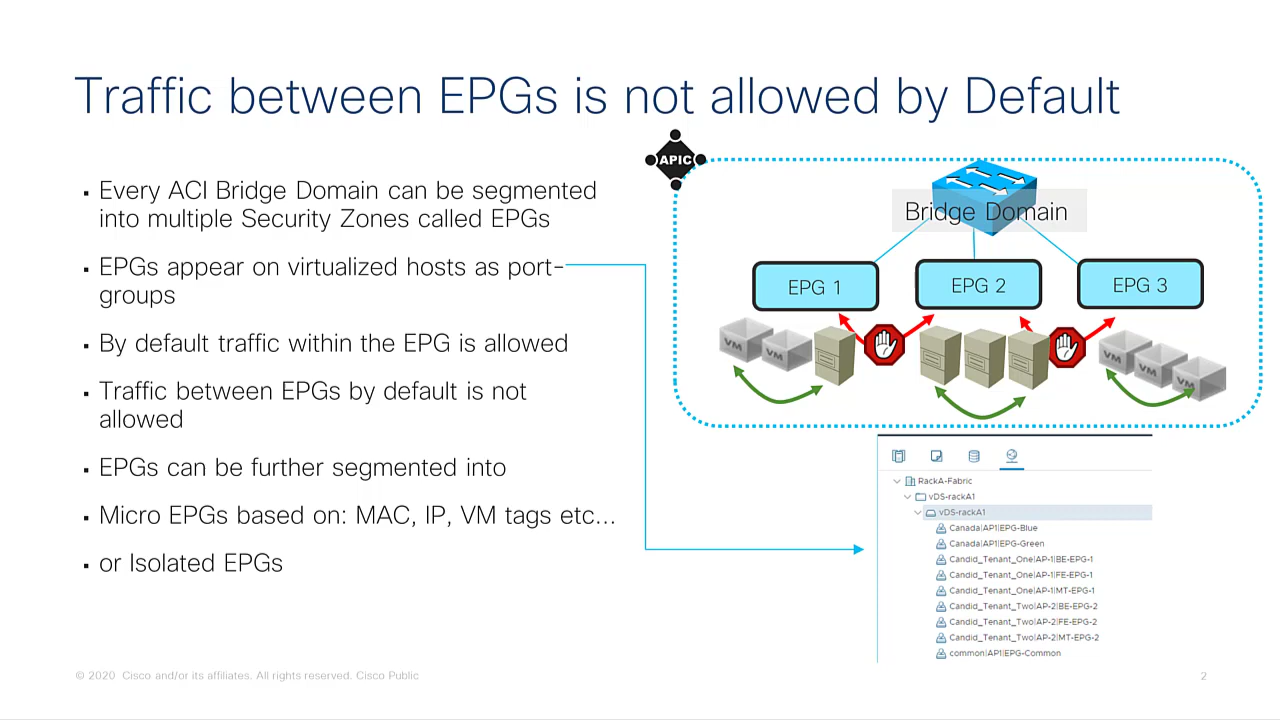 Traffic between EPGs is not allowed by Default
▪ Every ACI Bridge Domain can be segmented
into multiple Security Zones called EPGs
▪ EPGs appear on virtualized hosts as port-
groups
▪ By default traffic within the EPG is allowed
▪ Traffic between EPGs by default is not
allowed
▪ EPGs can be further segmented into
▪ Micro EPGs based on: MAC, IP, VM tags etc...
▪ or Isolated EPGs
APIC
Bridge Domain
EPG 1
EPG 2
EPG 3
VM
VM
VM
VM
VM
RackA-Fabric
vDS-rackA1
vDS-rackA1
Canada|AP1|EPG-Blue
Canada|AP1|EPG-Green
Candid_Tenant_One|AP-1|BE-EPG-1
Candid_Tenant_One|AP-1|FE-EPG-1
Candid_Tenant_One|AP-1|MT-EPG-1
Candid_Tenant_Two|AP-2|BE-EPG-2
Candid_Tenant_Two|AP-2|FE-EPG-2
Candid_Tenant_Two|AP-2|MT-EPG-2
common|AP1|EPG-Common
© 2020 Cisco and/or its affiliates. All rights reserved. Cisco Public
2